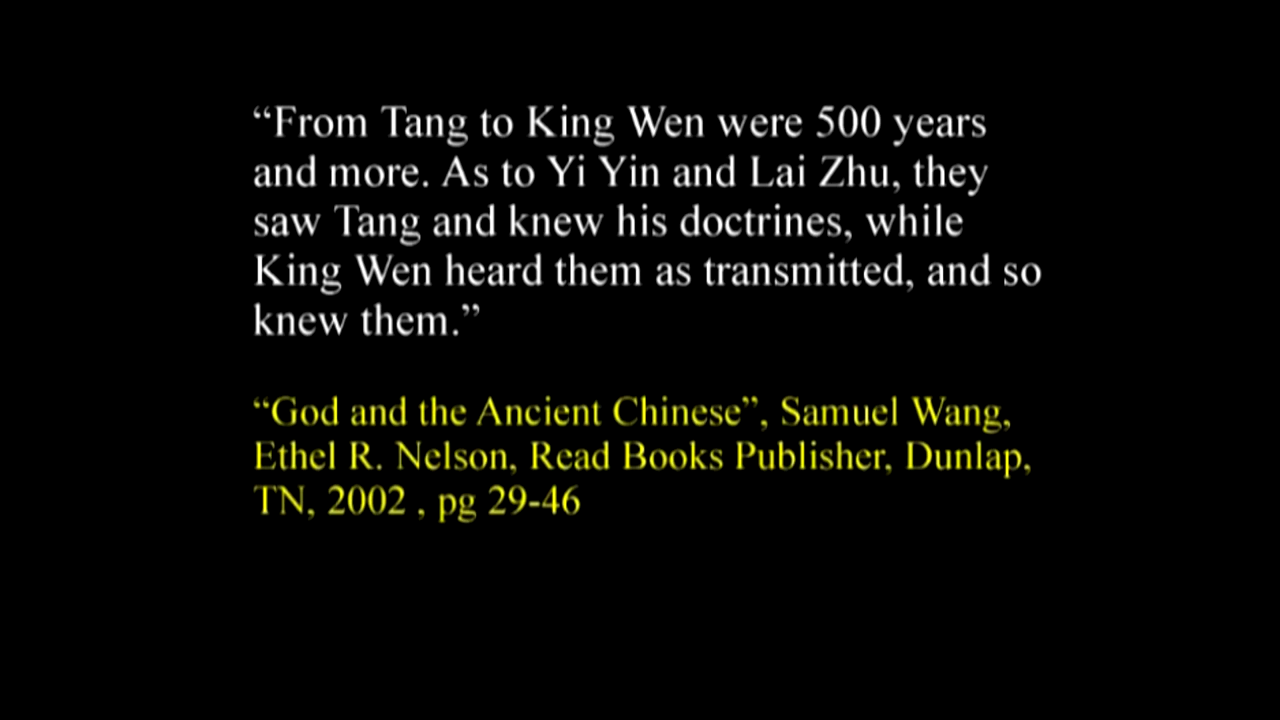 “From Tang to King Wen were 500 years
and more. As to Yi Yin and Lai Zhu, they
saw Tang and knew his doctrines, while
King Wen heard them as transmitted, and so
knew them.”
“God and the Ancient Chinese”, Samuel Wang,
Ethel R. Nelson, Read Books Publisher, Dunlap,
TN, 2002 , pg 29-46